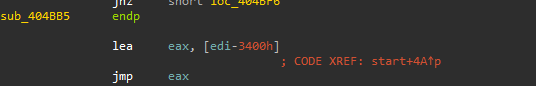 jnz short loc_404BF6
sub_404BB5 endp
lea eax, [edi-3400h]
; CODE XREF: start+4A↑p
jmp eax